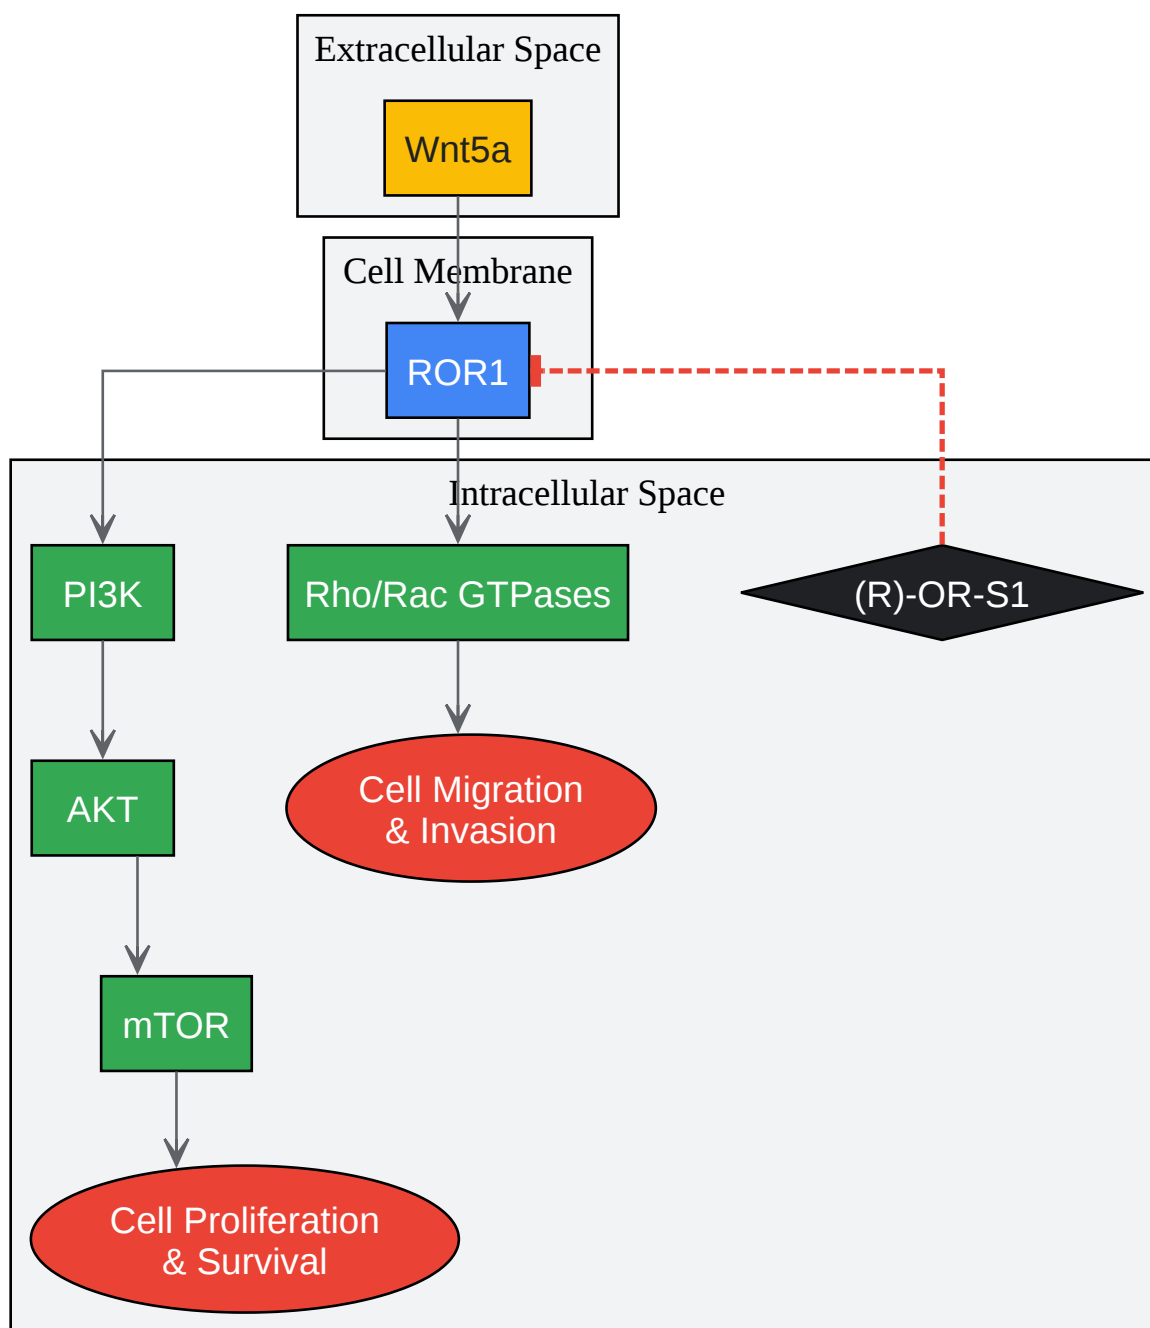 Extracellular Space
Wnt5a
Cell Membrane
ROR1
Intracellular Space
PI3K
Rho/Rac GTPases
(R)-OR-S1
AKT
Cell Migration
& Invasion
mTOR
Cell Proliferation
& Survival